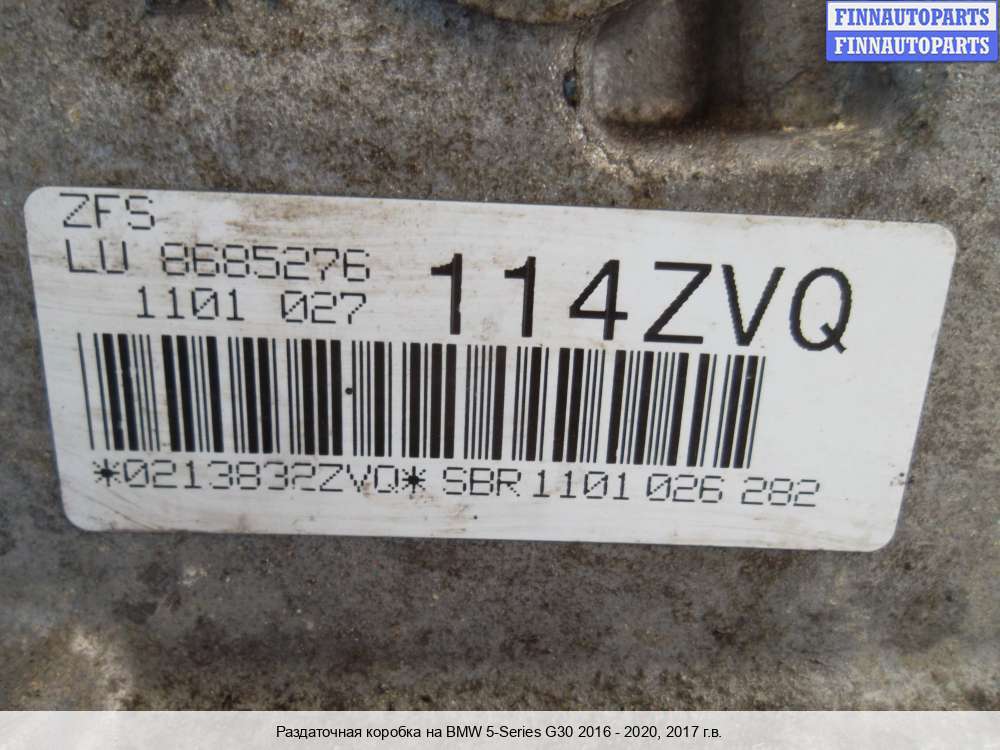 FINNAUTOPARTS
FINNAUTOPARTS
ZFS
LU 8685276
1101 027
114ZVQ
*0213832ZVQ* SBR 1101 026 282
Раздаточная коробка на BMW 5-Series G30 2016 - 2020, 2017 г.в.